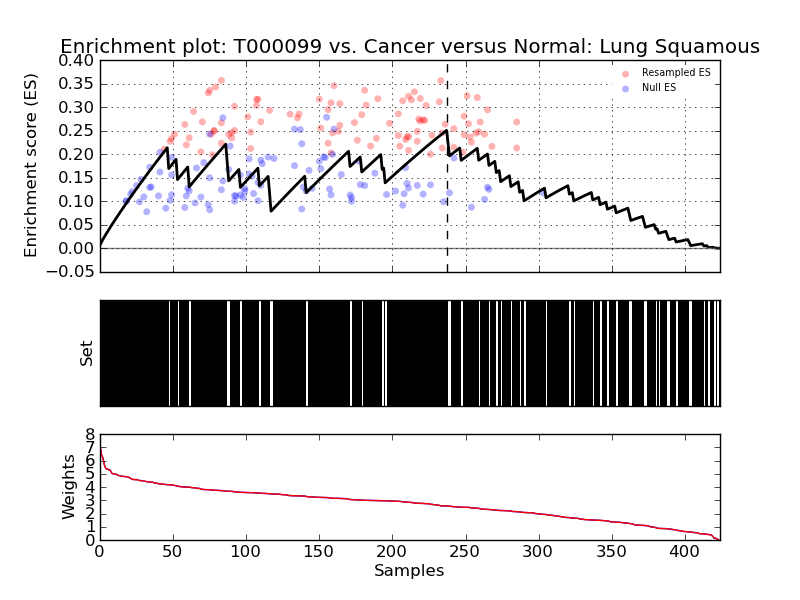 Enrichment plot: T000099 vs. Cancer versus Normal: Lung Squamous
Enrichment score (ES)
0.40
0.35
0.30
0.25
0.20
0.15
0.10
0.05
0.00
−0.05
Resampled ES
Null ES
Set
Weights
8
7
6
5
4
3
2
1
0
0 50 100 150 200 250 300 350 400
Samples